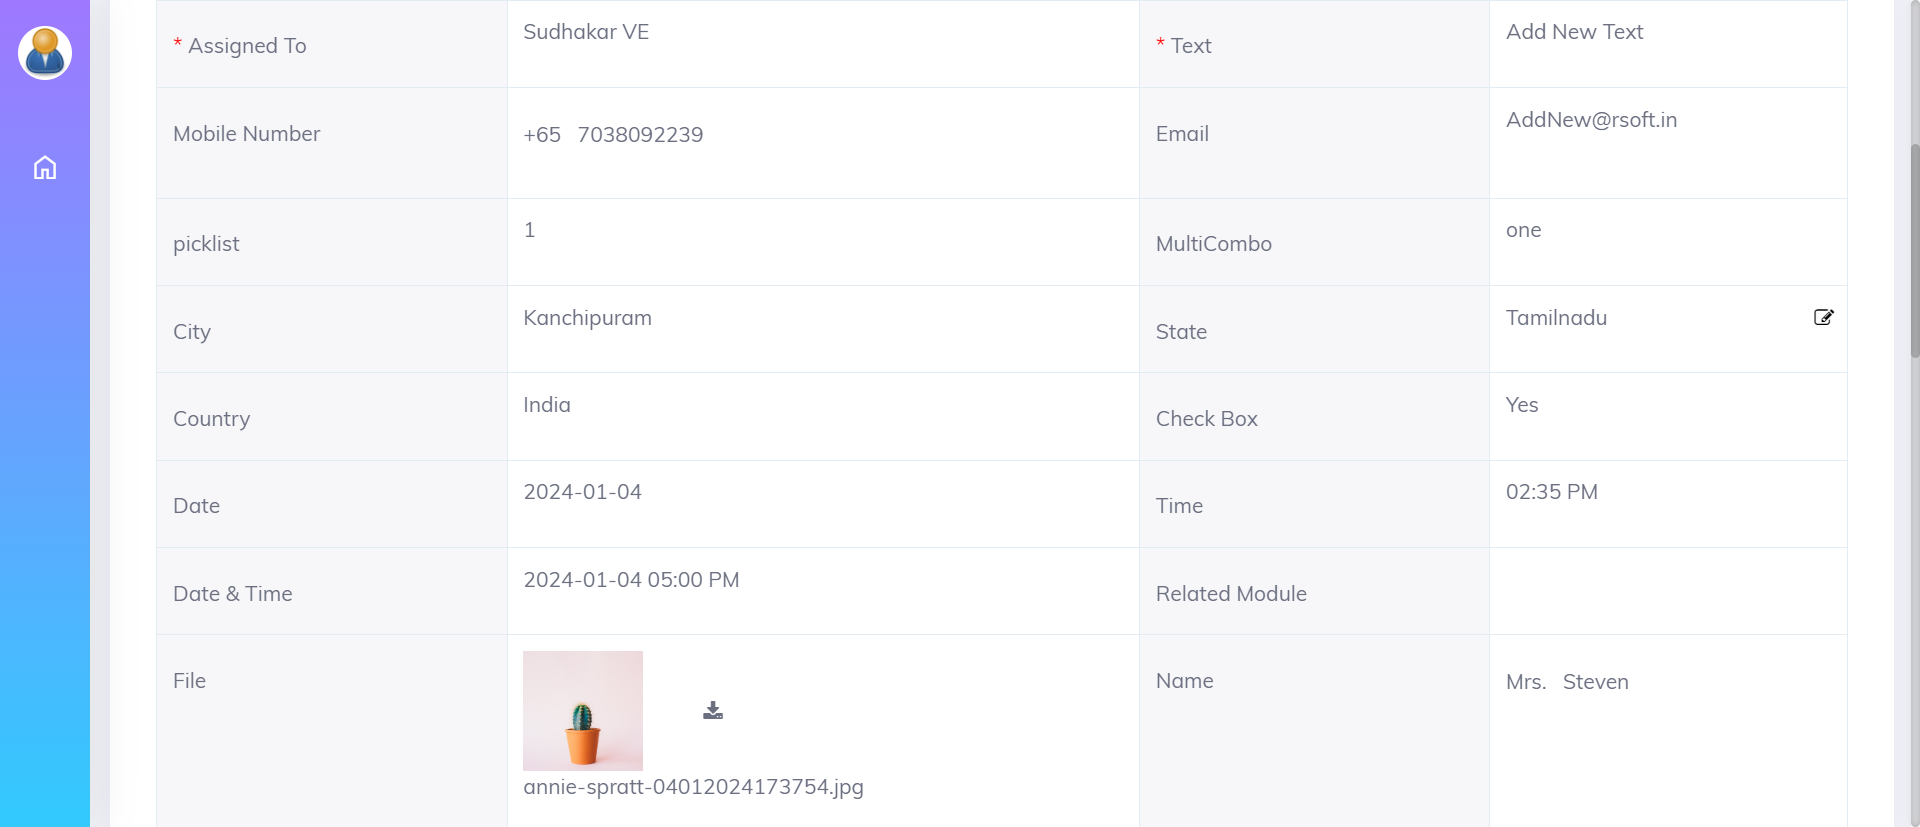 * Assigned To Sudhakar VE * Text Add New Text
Mobile Number +65 7038092239 Email AddNew@rsoft.in
picklist 1 MultiCombo one
City Kanchipuram State Tamilnadu
Country India Check Box Yes
Date 2024-01-04 Time 02:35 PM
Date & Time 2024-01-04 05:00 PM Related Module
File Name Mrs. Steven
annie-spratt-04012024173754.jpg